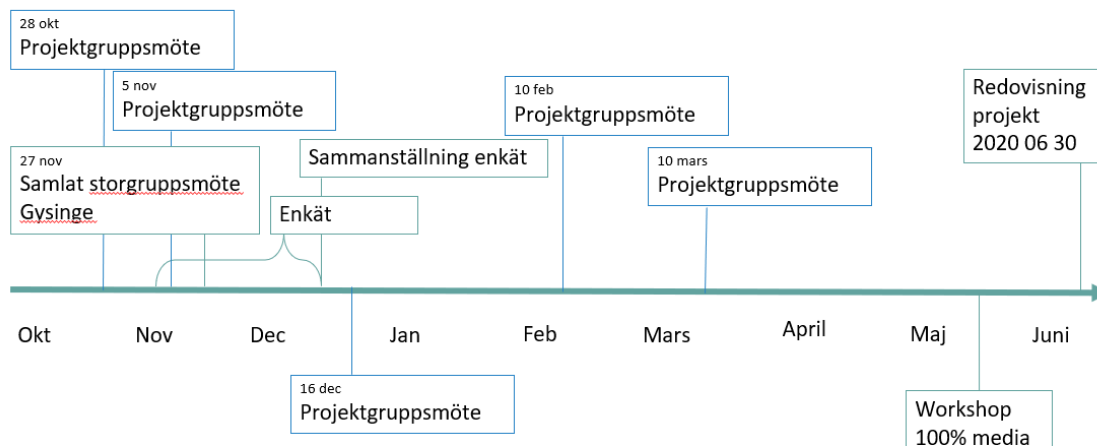 28 okt
Projektgruppsmöte
5 nov
Projektgruppsmöte
27 nov
Samlat storgruppsmöte
Gysinge
Sammanställning enkät
Enkät
10 feb
Projektgruppsmöte
10 mars
Projektgruppsmöte
Redovisning
projekt
2020 06 30
Okt
Nov
Dec
Jan
Feb
Mars
April
Maj
Juni
16 dec
Projektgruppsmöte
Workshop
100% media